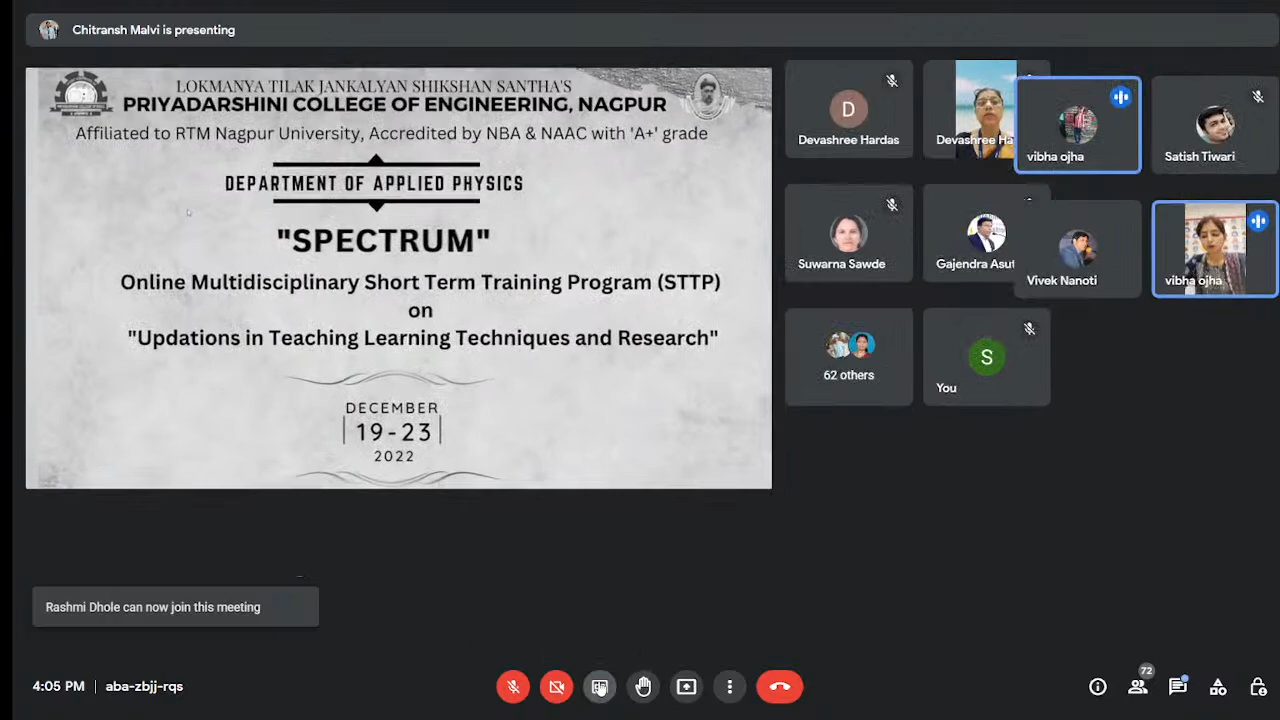 Chitransh Malvi is presenting
LOKMANYA TILAK JANKALYAN SHIKSHAN SANTHA'S
PRIYADARSHINI COLLEGE OF ENGINEERING, NAGPUR
Affiliated to RTM Nagpur University, Accredited by NBA & NAAC with 'A+' grade
DEPARTMENT OF APPLIED PHYSICS
"SPECTRUM"
Online Multidisciplinary Short Term Training Program (STTP)
on
"Updations in Teaching Learning Techniques and Research"
DECEMBER
19-23
2022
D
Devashree Hardas
Devashree Ha
vibha ojha
Satish Tiwari
Suwarna Sawde
Gajendra Asut
Vivek Nanoti
vibha ojha
62 others
S
You
Rashmi Dhole can now join this meeting
4:05 PM | aba-zbjj-rqs
72